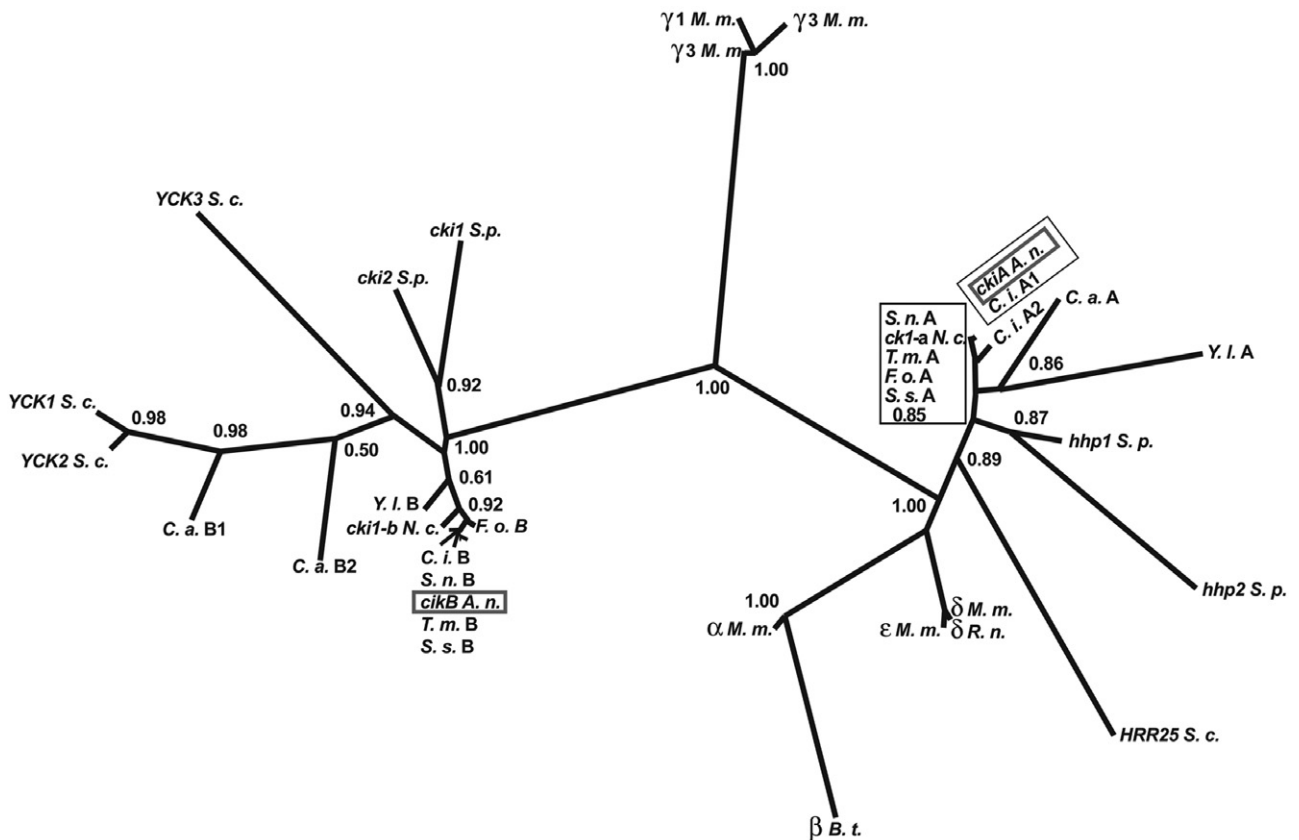 γ1 M. m.
γ3 M. m.
γ3 M. m
1.00
YCK3 S. c.
cki1 S.p.
cki2 S.p.
ckiA A. n.
C. i. A1
C. i. A2
C. a. A
S. n. A
ck1-a N. c.
T. m. A
F. o. A
S. s. A
0.85
0.86
Y. l. A
0.92
1.00
0.87
hhp1 S. p.
YCK1 S. c.
0.98
0.98
0.94
0.50
1.00
0.89
YCK2 S. c.
0.61
Y. l. B
0.92
1.00
C. a. B1
cki1-b N. c.
F. o. B
C. a. B2
C. i. B
S. n. B
cikB A. n.
T. m. B
S. s. B
hhp2 S. p.
1.00
α M. m.
ε M. m.
δ M. m.
δ R. n.
HRR25 S. c.
β B. t.